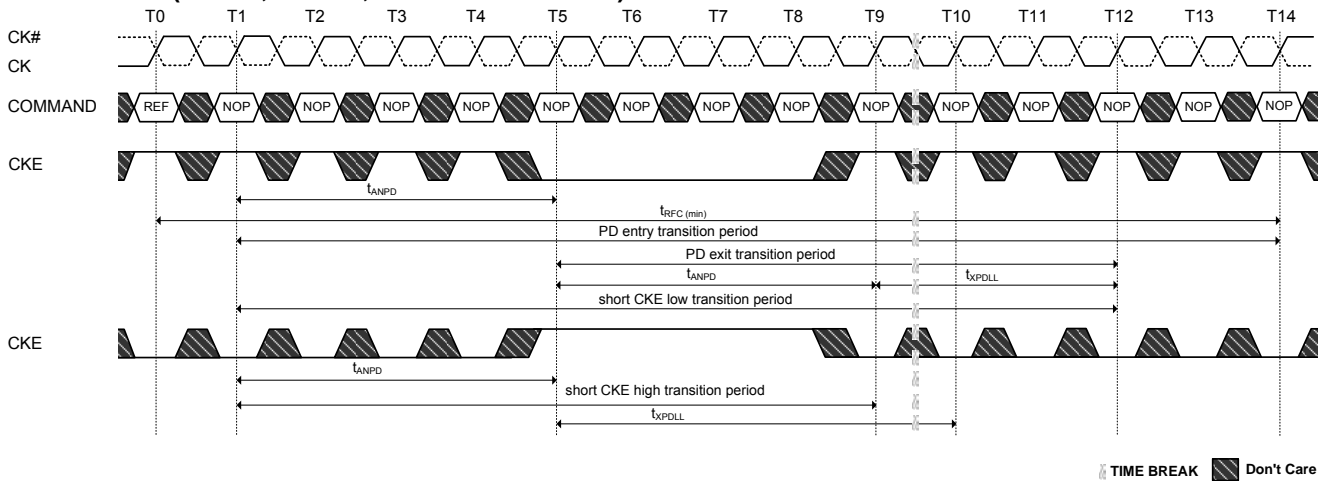 T0 T1 T2 T3 T4 T5 T6 T7 T8 T9 T10 T11 T12 T13 T14
CK#
CK
COMMAND REF NOP NOP NOP NOP NOP NOP NOP NOP NOP NOP NOP NOP NOP NOP
CKE
tANPD
tRFC (min)
PD entry transition period
PD exit transition period
tANPD tXPDLL
short CKE low transition period
CKE
tANPD
short CKE high transition period
tXPDLL
TIME BREAK Don't Care